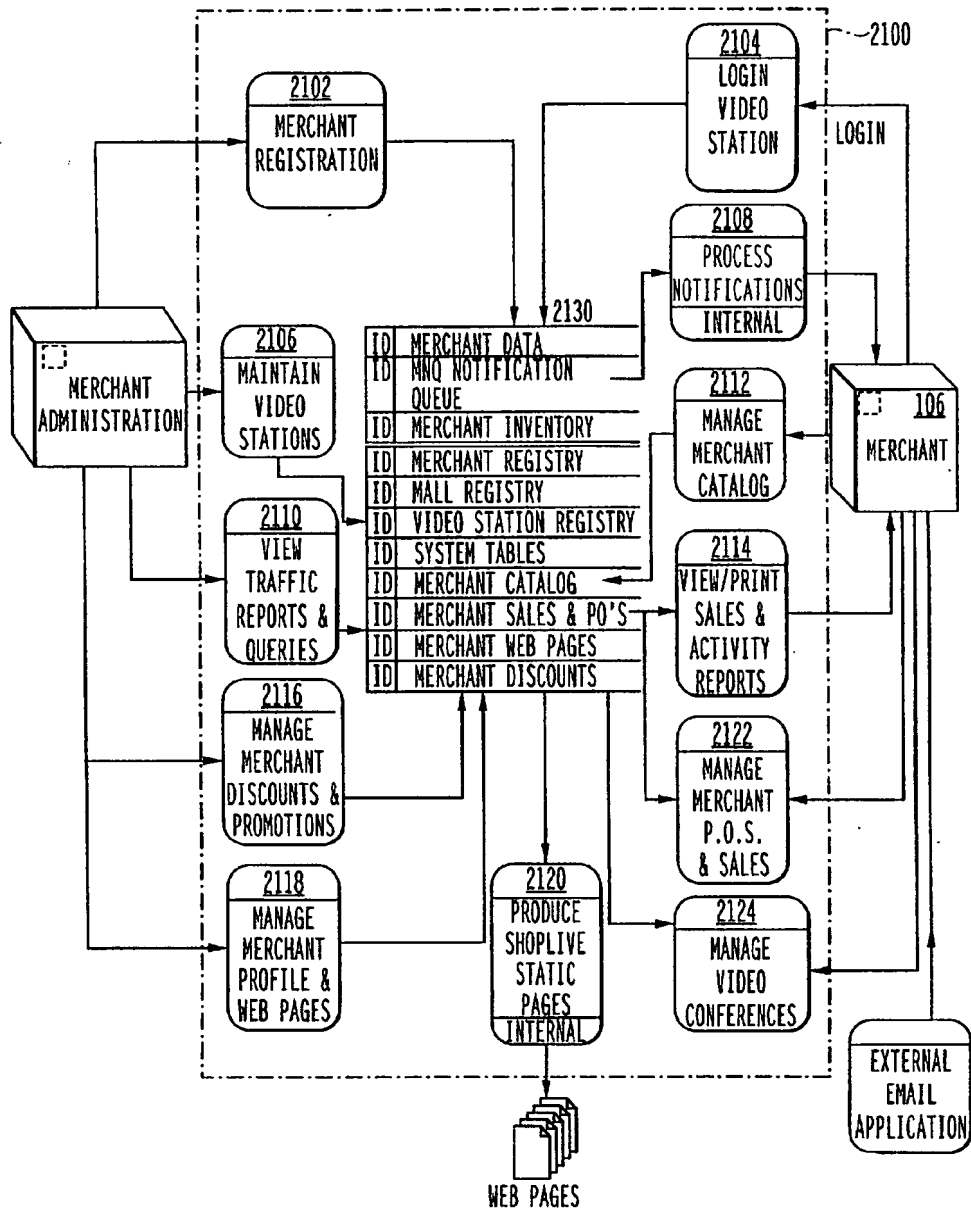 2100
2104
LOGIN
VIDEO
STATION
2102
MERCHANT
REGISTRATION
LOGIN
2108
PROCESS
NOTIFICATIONS
INTERNAL
MERCHANT
ADMINISTRATION
2106
MAINTAIN
VIDEO
STATIONS
2130
ID MERCHANT DATA
ID MNQ NOTIFICATION
QUEUE
ID MERCHANT INVENTORY
ID MERCHANT REGISTRY
ID MALL REGISTRY
ID VIDEO STATION REGISTRY
ID SYSTEM TABLES
ID MERCHANT CATALOG
ID MERCHANT SALES & PO'S
ID MERCHANT WEB PAGES
ID MERCHANT DISCOUNTS
2112
MANAGE
MERCHANT
CATALOG
106
MERCHANT
2110
VIEW
TRAFFIC
REPORTS &
QUERIES
2114
VIEW/PRINT
SALES &
ACTIVITY
REPORTS
2116
MANAGE
MERCHANT
DISCOUNTS &
PROMOTIONS
2122
MANAGE
MERCHANT
P.O.S.
& SALES
2118
MANAGE
MERCHANT
PROFILE &
WEB PAGES
2120
PRODUCE
SHOPLIVE
STATIC
PAGES
INTERNAL
2124
MANAGE
VIDEO
CONFERENCES
EXTERNAL
EMAIL
APPLICATION
WEB PAGES